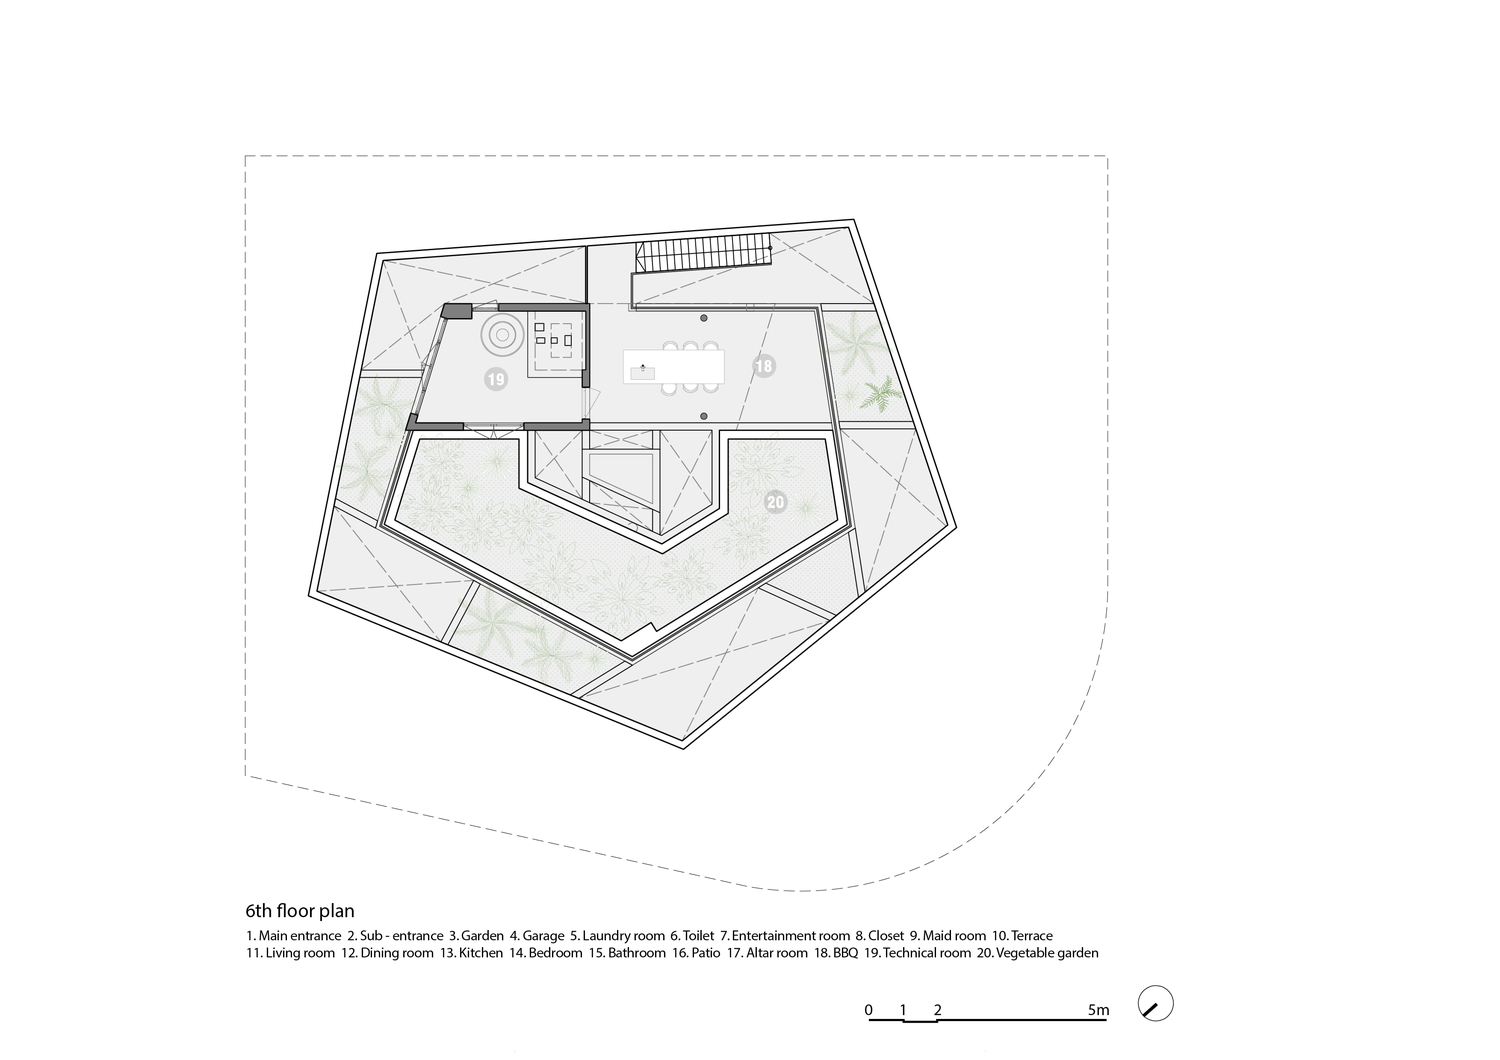 19
18
20
6th floor plan
1. Main entrance 2. Sub - entrance 3. Garden 4. Garage 5. Laundry room 6. Toilet 7. Entertainment room 8. Closet 9. Maid room 10. Terrace
11. Living room 12. Dining room 13. Kitchen 14. Bedroom 15. Bathroom 16. Patio 17. Altar room 18. BBQ 19. Technical room 20. Vegetable garden
0 1 2 5m